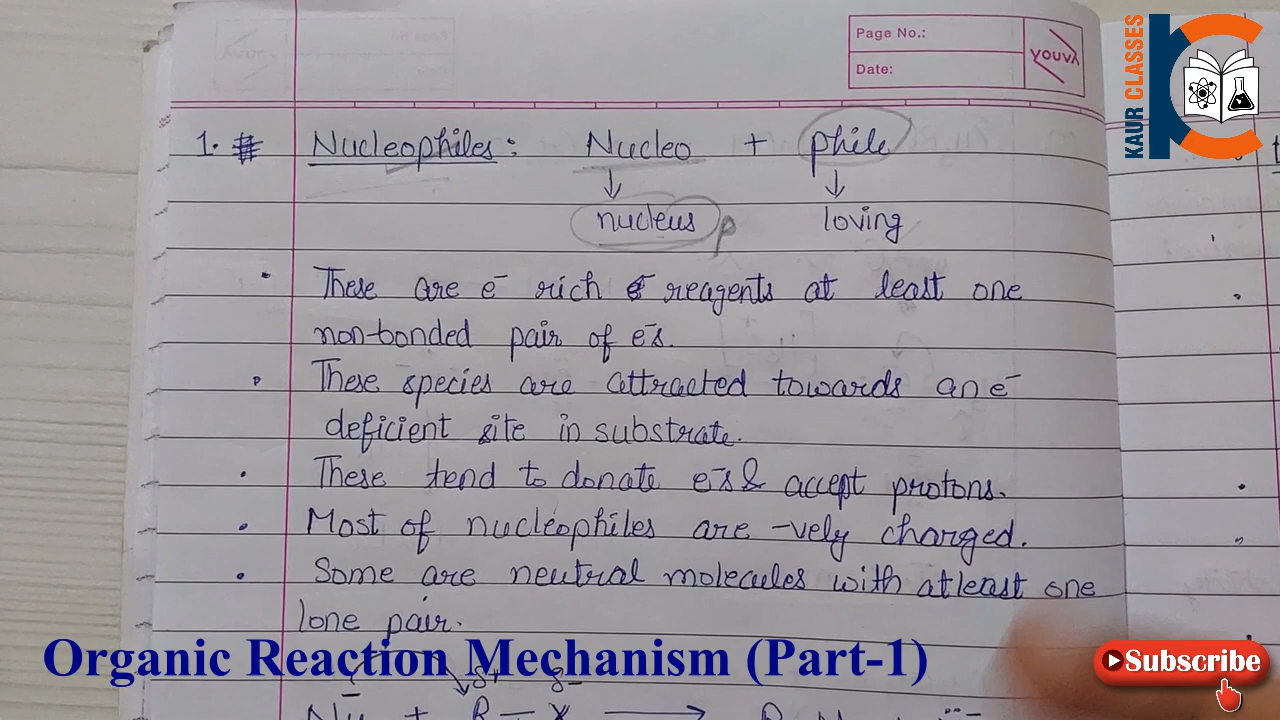 Page No.:
Date:
YOUVA
KAUR CLASSES
1. # Nucleophiles: Nucleo + phile
↓ ↓
nucleus p loving
• These are e⁻ rich reagents at least one
non-bonded pair of e⁻s.
• These species are attracted towards an e⁻
deficient site in substrate.
• These tend to donate e⁻s & accept protons.
• Most of nucleophiles are -vely charged.
• Some are neutral molecules with atleast one
lone pair.
Organic Reaction Mechanism (Part-1)
Subscribe
δ+ δ-
Nu + R — X →